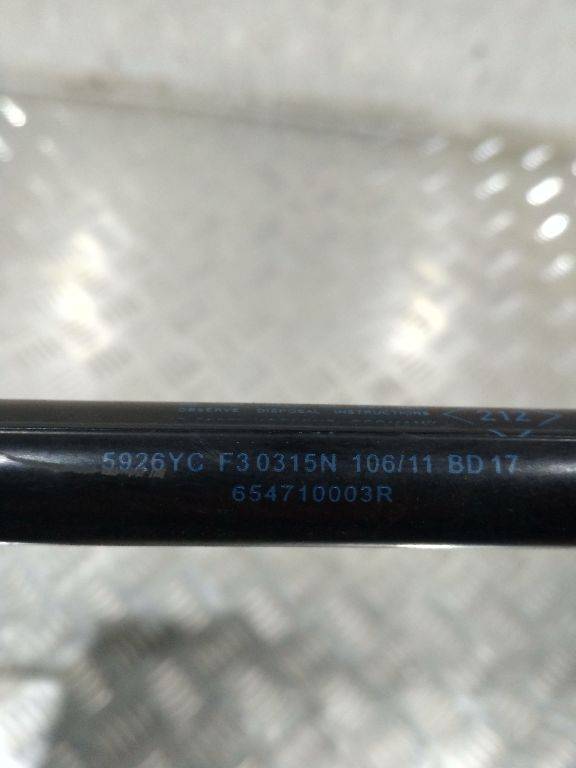 OBSERVE DISPOSAL INSTRUCTIONS
212
5926YC F3 0315N 106/11 BD 17
654710003R